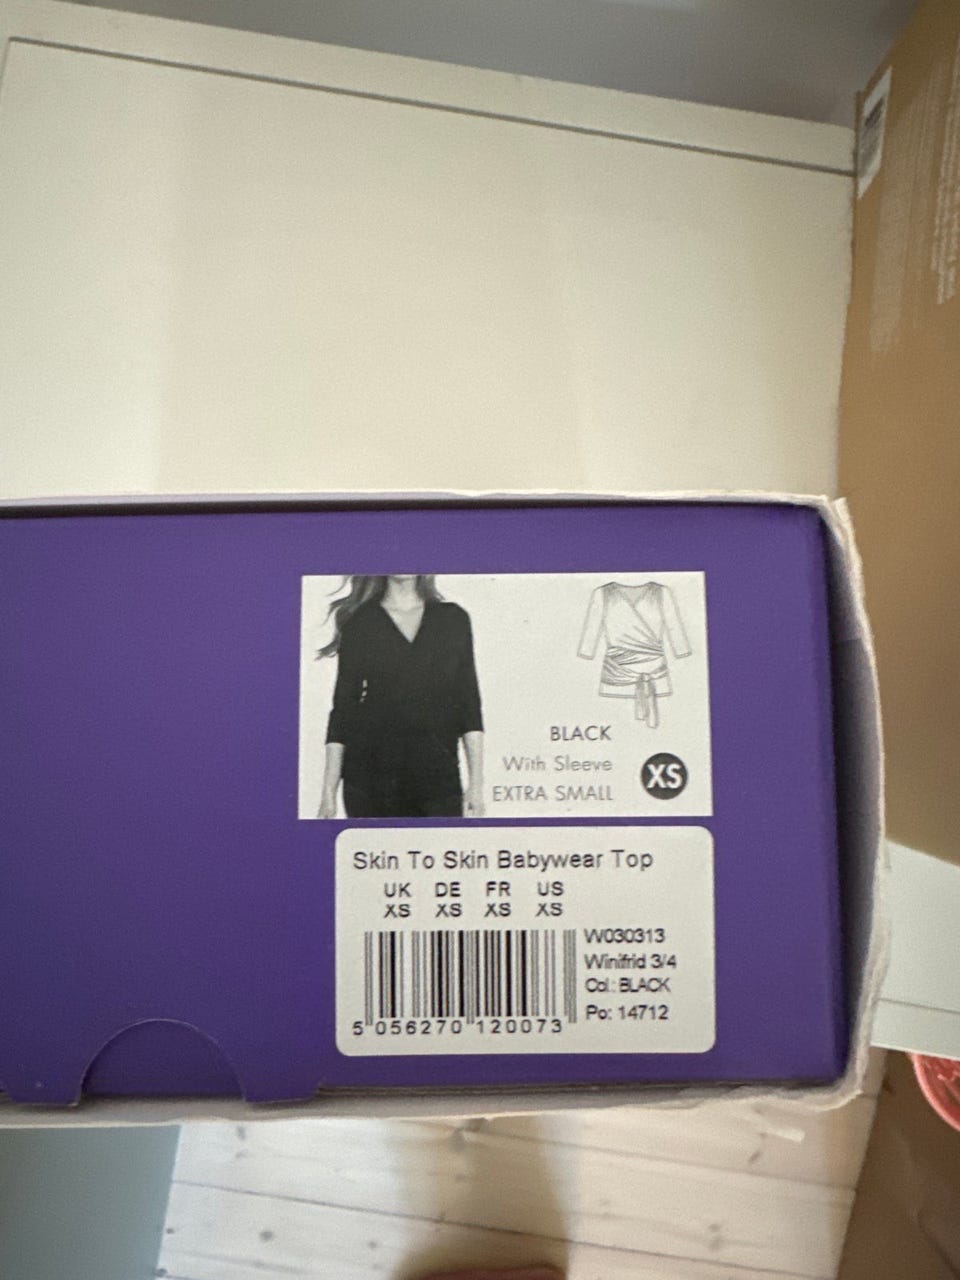 BLACK
With Sleeve
EXTRA SMALL
XS
Skin To Skin Babywear Top
UK DE FR US
XS XS XS XS
W030313
Winifrid 3/4
Col.: BLACK
Po: 14712
5 056270 120073